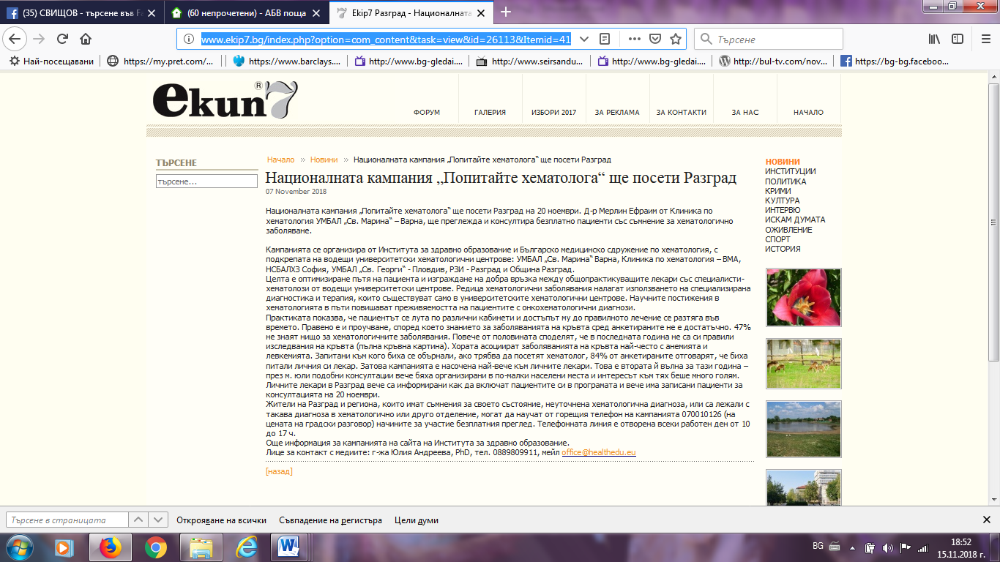 (35) СВИЩОВ - търсене във Fa
(60 непрочетени) - АБВ поща
Ekip7 Разград - Националната
www.ekip7.bg/index.php?option=com_content&task=view&id=26113&Itemid=41
Търсене
Най-посещавани
https://my.pret.com/...
https://www.barclays....
http://www.bg-gledai....
http://www.seirsandu...
http://www.bg-gledai....
http://bul-tv.com/nov...
https://bg-bg.faceboo...
екип7®
ФОРУМ
ГАЛЕРИЯ
ИЗБОРИ 2017
ЗА РЕКЛАМА
ЗА КОНТАКТИ
ЗА НАС
НАЧАЛО
ТЪРСЕНЕ
търсене...
Начало » Новини » Националната кампания „Попитайте хематолога“ ще посети Разград
Националната кампания „Попитайте хематолога“ ще посети Разград
07 November 2018
Националната кампания „Попитайте хематолога“ ще посети Разград на 20 ноември. Д-р Мерлин Ефраим от Клиника по
хематология УМБАЛ „Св. Марина“ – Варна, ще преглежда и консултира безплатно пациенти със съмнение за хематологично
заболяване.
Кампанията се организира от Института за здравно образование и Българско медицинско сдружение по хематология, с
подкрепата на водещи университетски хематологични центрове: УМБАЛ „Св. Марина“ Варна, Клиника по хематология – ВМА,
НСБАЛХЗ София, УМБАЛ „Св. Георги“ - Пловдив, РЗИ - Разград и Община Разград.
Целта е оптимизиране пътя на пациента и изграждане на добра връзка между общопрактикуващите лекари със специалисти-
хематолози от водещи университетски центрове. Редица хематологични заболявания налагат използването на специализирана
диагностика и терапия, които съществуват само в университетските хематологични центрове. Научните постижения в
хематологията в пъти повишават преживяемостта на пациентите с онкохематологични диагнози.
Практиката показва, че пациентът се лута по различни кабинети и достъпът му до правилното лечение се разтяга във
времето. Правено е и проучване, според което знанието за заболяванията на кръвта сред анкетираните не е достатъчно. 47%
не знаят нищо за хематологичните заболявания. Повече от половината споделят, че в последната година не са си правили
изследвания на кръвта (пълна кръвна картина). Хората асоциират заболяванията на кръвта най-често с анемията и
левкемията. Запитани към кого биха се обърнали, ако трябва да посетят хематолог, 84% от анкетираните отговарят, че биха
питали личния си лекар. Затова кампанията е насочена най-вече към личните лекари. Това е втората й вълна за тази година –
през м. юли подобни консултации вече бяха организирани в по-малки населени места и интересът към тях беше много голям.
Личните лекари в Разград вече са информирани как да включат пациентите си в програмата и вече има записани пациенти за
консултацията на 20 ноември.
Жители на Разград и региона, които имат съмнения за своето състояние, неуточнена хематологична диагноза, или са лежали с
такава диагноза в хематологично или друго отделение, могат да научат от горещия телефон на кампанията 070010126 (на
цената на градски разговор) начините за участие безплатния преглед. Телефонната линия е отворена всеки работен ден от 10
до 17 ч.
Още информация за кампанията на сайта на Института за здравно образование.
Лице за контакт с медиите: г-жа Юлия Андреева, PhD, тел. 0889809911, мейл office@healthedu.eu
[назад]
НОВИНИ
ИНСТИТУЦИИ
ПОЛИТИКА
КРИМИ
КУЛТУРА
ИНТЕРВЮ
ИСКАМ ДУМАТА
ОЖИВЛЕНИЕ
СПОРТ
ИСТОРИЯ
Търсене в страницата
Открояване на всички
Съвпадение на регистъра
Цели думи
BG
18:52
15.11.2018 г.